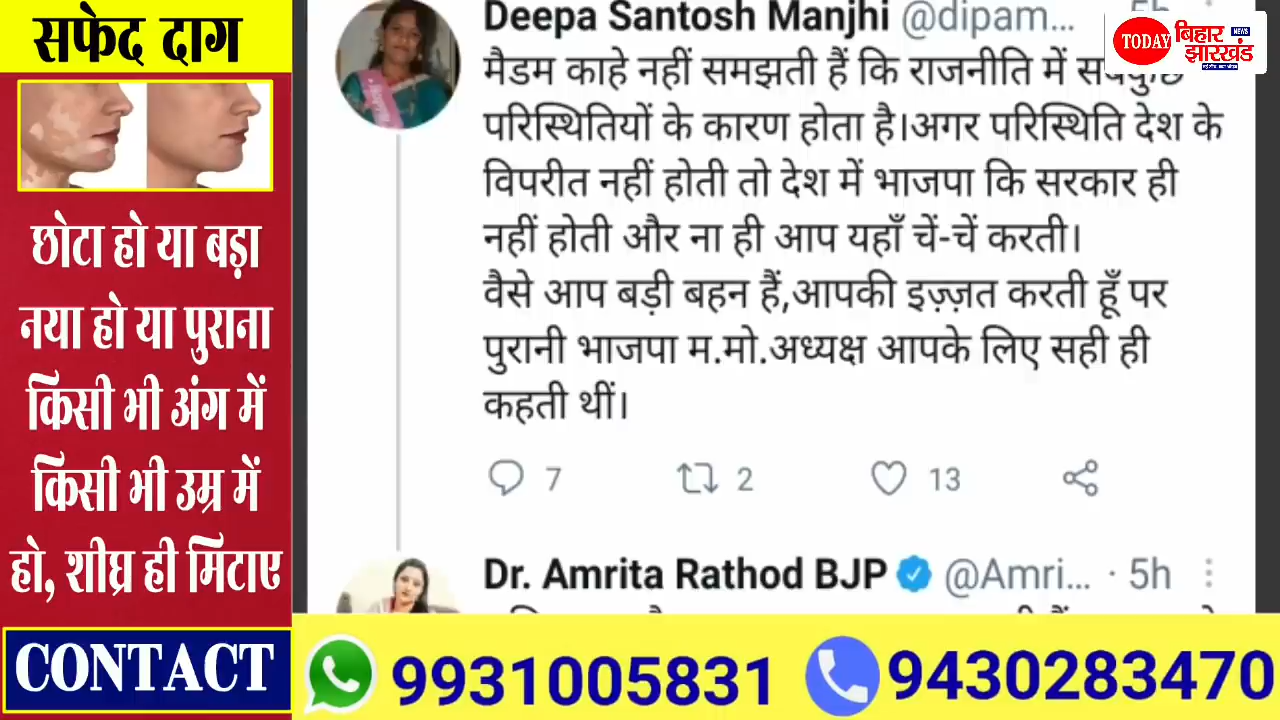 सफेद दाग
छोटा हो या बड़ा
नया हो या पुराना
किसी भी अंग में
किसी भी उम्र में
हो, शीघ्र ही मिटाए
CONTACT
Deepa Santosh Manjhi @dipam...
TODAY
बिहार
झारखंड
NEWS
मैडम काहे नहीं समझती हैं कि राजनीति में
परिस्थितियों के कारण होता है।अगर परिस्थिति देश के
विपरीत नहीं होती तो देश में भाजपा कि सरकार ही
नहीं होती और ना ही आप यहाँ चें-चें करती।
वैसे आप बड़ी बहन हैं,आपकी इज़्ज़त करती हूँ पर
पुरानी भाजपा म.मो.अध्यक्ष आपके लिए सही ही
कहती थीं।
7 2 13
Dr. Amrita Rathod BJP @Amri... · 5h
9931005831 9430283470